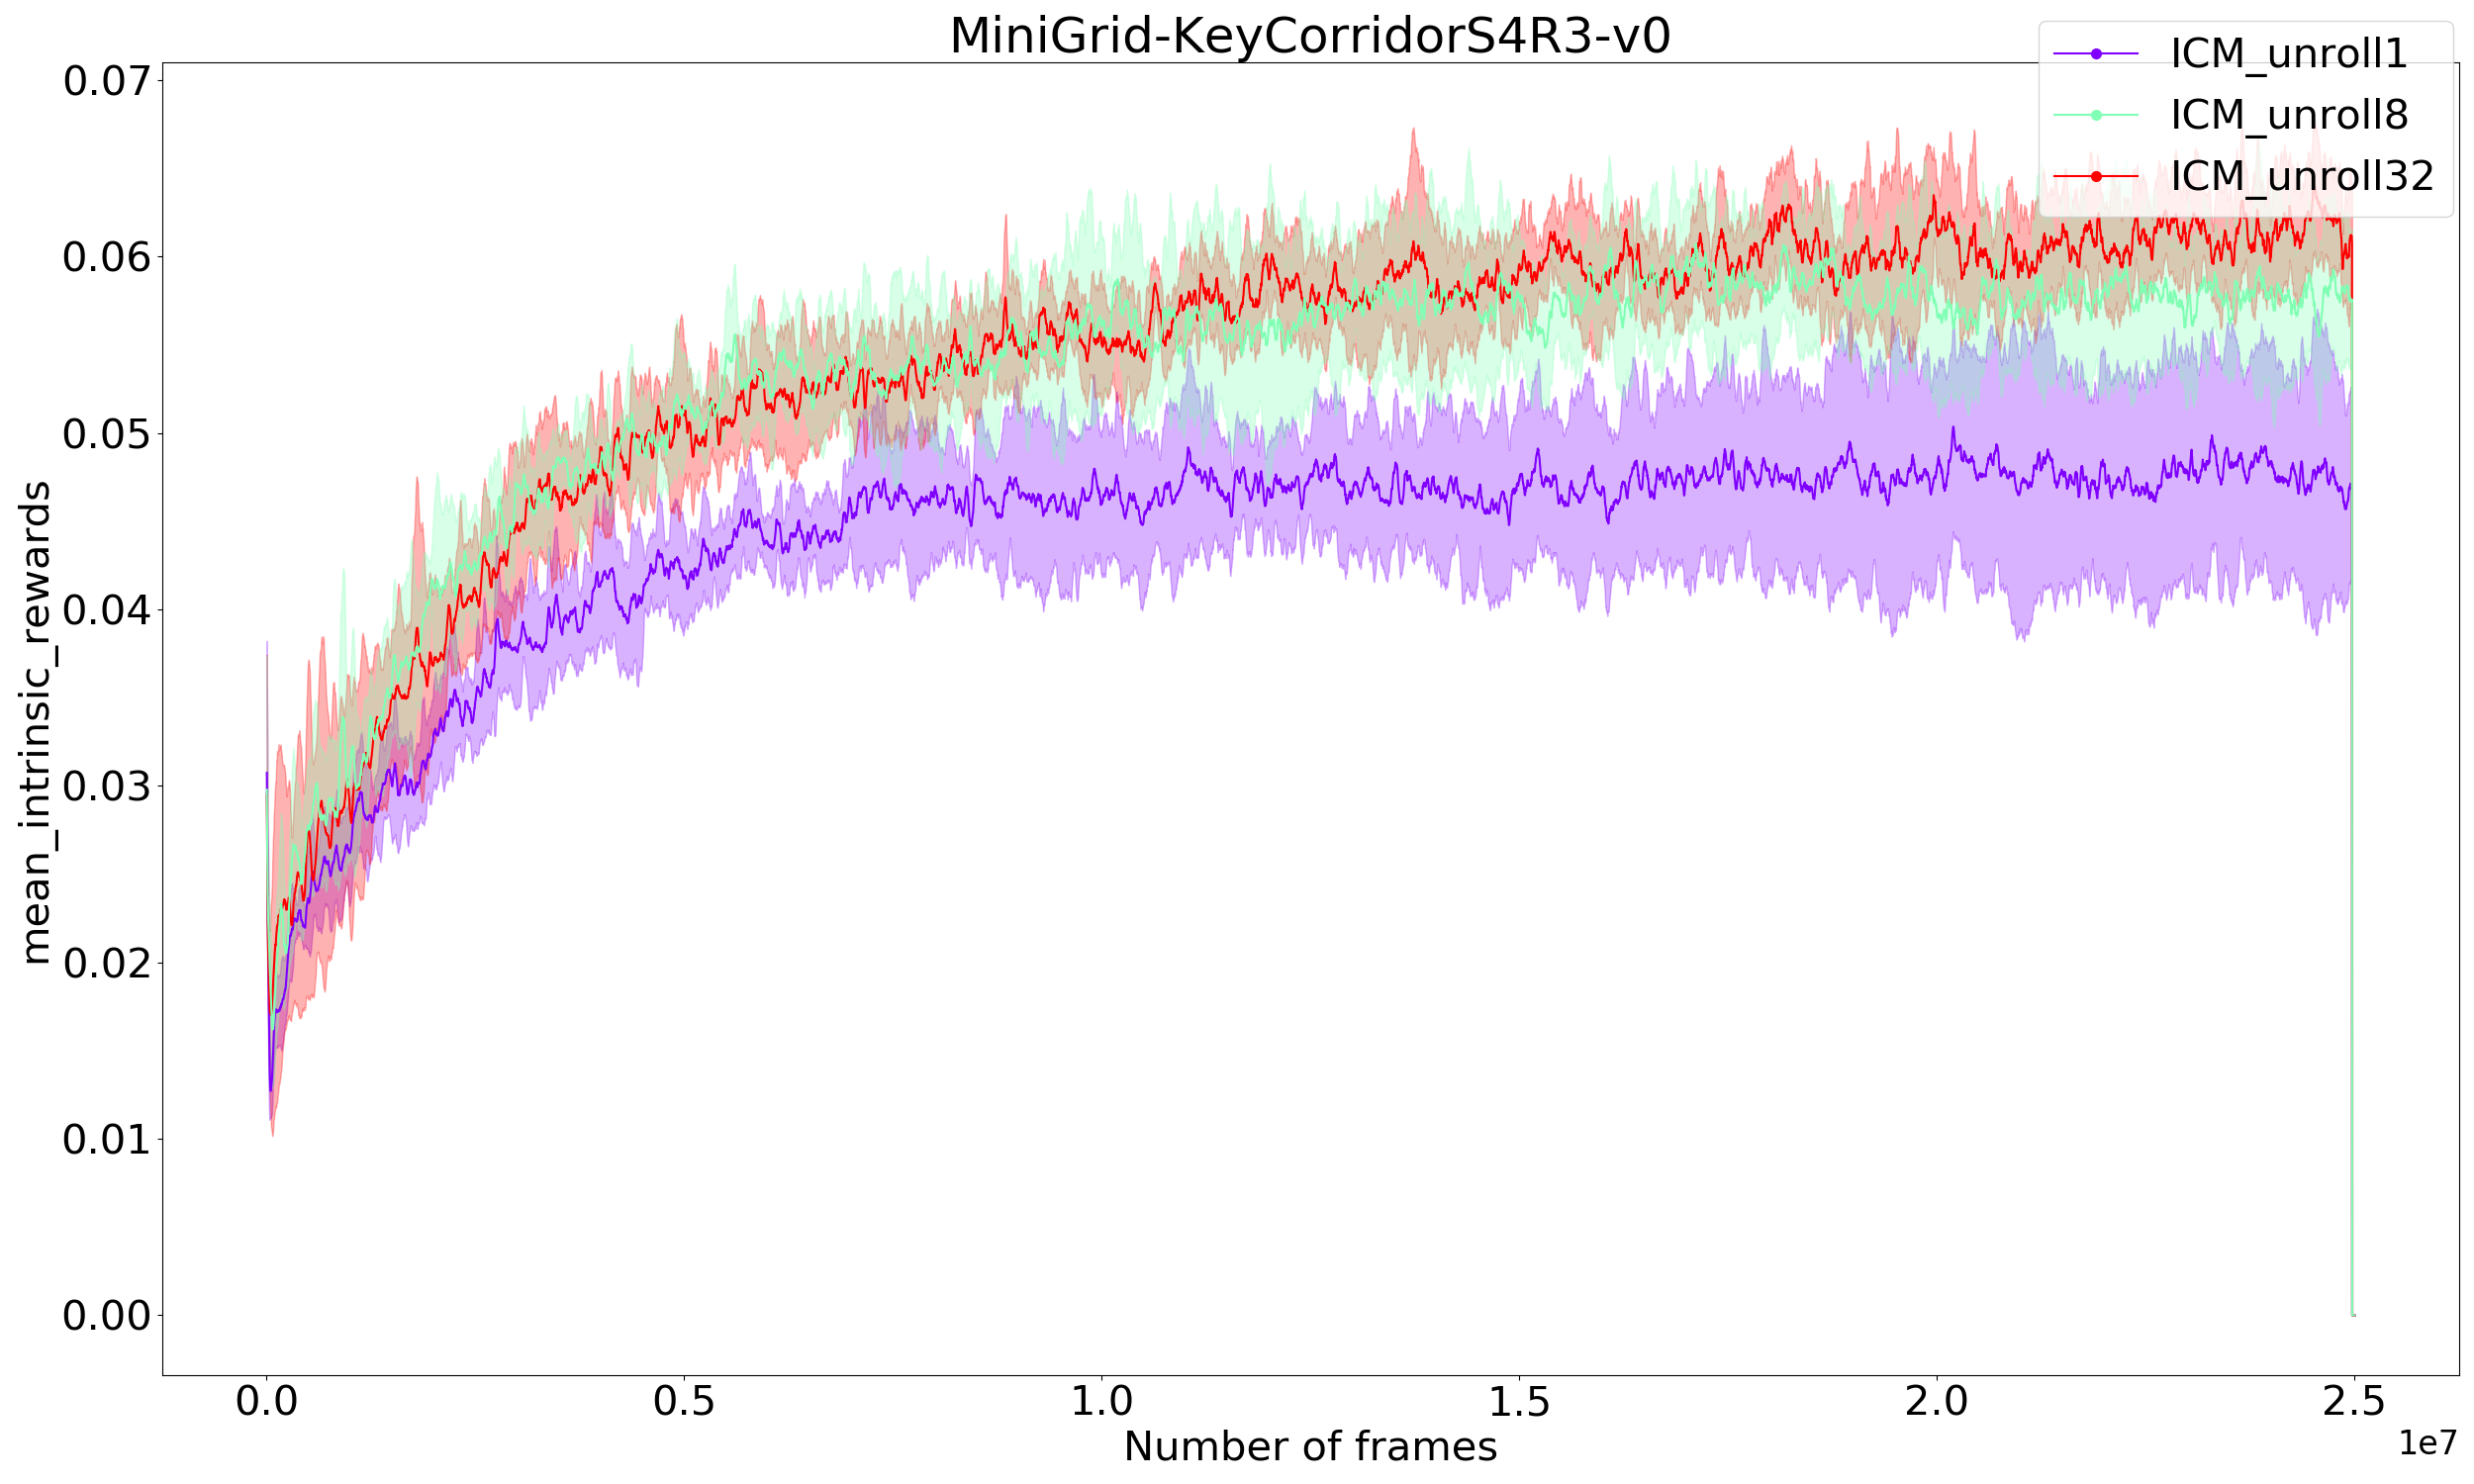 MiniGrid-KeyCorridorS4R3-v0
ICM_unroll1
ICM_unroll8
ICM_unroll32
mean_intrinsic_rewards
0.07
0.06
0.05
0.04
0.03
0.02
0.01
0.00
0.0 0.5 1.0 1.5 2.0 2.5
1e7
Number of frames